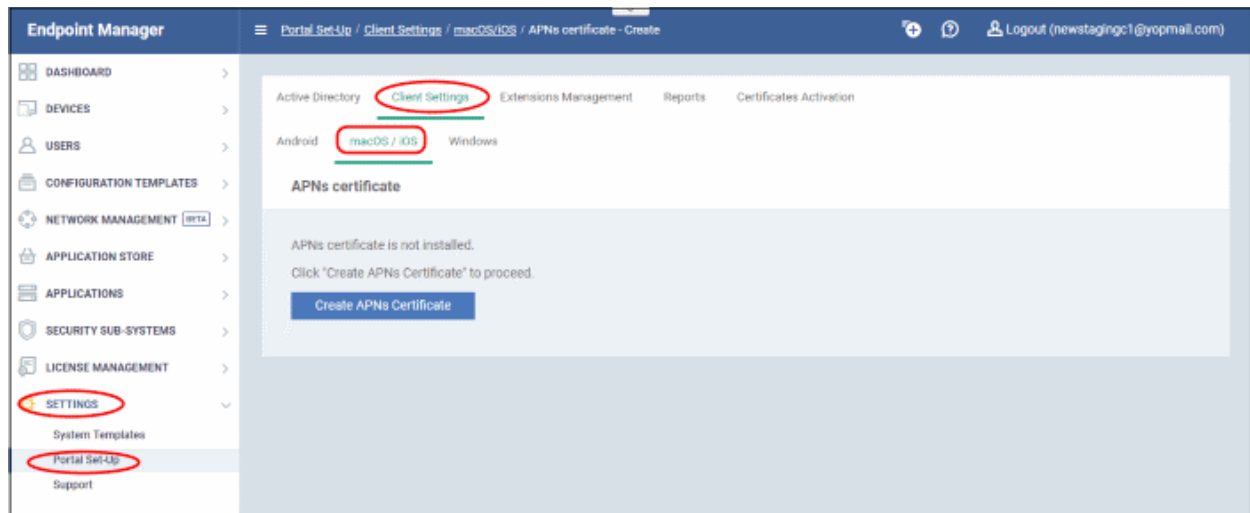 Endpoint Manager
Portal Set-Up / Client Settings / macOS/iOS / APNs certificate - Create
Logout (newstagingc1@yopmail.com)
DASHBOARD
DEVICES
USERS
CONFIGURATION TEMPLATES
NETWORK MANAGEMENT BETA
APPLICATION STORE
APPLICATIONS
SECURITY SUB-SYSTEMS
LICENSE MANAGEMENT
SETTINGS
System Templates
Portal Set-Up
Support
Active Directory Client Settings Extensions Management Reports Certificates Activation
Android macOS / iOS Windows
APNs certificate
APNs certificate is not installed.
Click "Create APNs Certificate" to proceed.
Create APNs Certificate